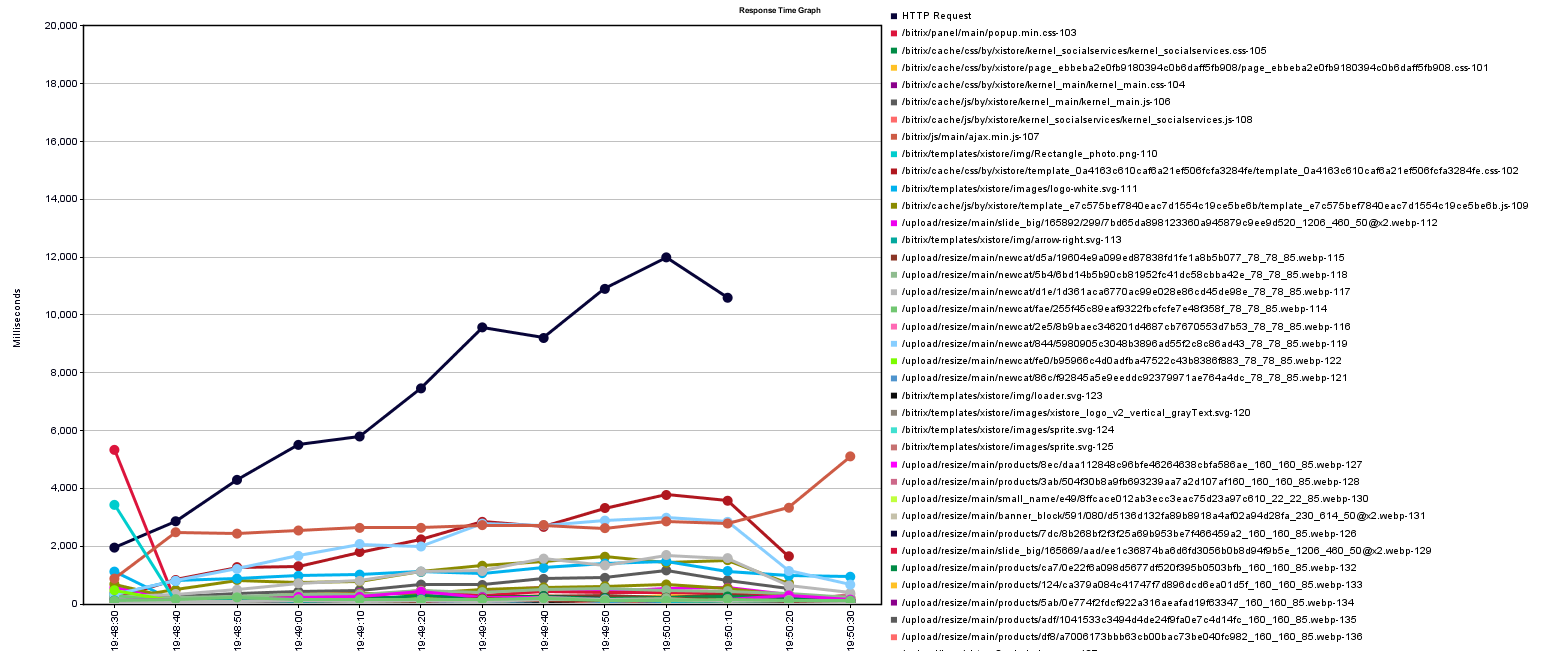 Response Time Graph
20,000
18,000
16,000
14,000
12,000
10,000
8,000
6,000
4,000
2,000
0
Milliseconds
19:48:30
19:48:40
19:48:50
19:49:00
19:49:10
19:49:20
19:49:30
19:49:40
19:49:50
19:50:00
19:50:10
19:50:20
19:50:30
HTTP Request
/bitrix/panel/main/popup.min.css-103
/bitrix/cache/css/by/xistore/kernel_socialservices/kernel_socialservices.css-105
/bitrix/cache/css/by/xistore/page_ebbeba2e0fb9180394c0b6daff5fb908/page_ebbeba2e0fb9180394c0b6daff5fb908.css-101
/bitrix/cache/css/by/xistore/kernel_main/kernel_main.css-104
/bitrix/cache/js/by/xistore/kernel_main/kernel_main.js-106
/bitrix/cache/js/by/xistore/kernel_socialservices/kernel_socialservices.js-108
/bitrix/js/main/ajax.min.js-107
/bitrix/templates/xistore/img/Rectangle_photo.png-110
/bitrix/cache/css/by/xistore/template_0a4163c610caf6a21ef506fcfa3284fe/template_0a4163c610caf6a21ef506fcfa3284fe.css-102
/bitrix/templates/xistore/images/logo-white.svg-111
/bitrix/cache/js/by/xistore/template_e7c575bef7840eac7d1554c19ce5be6b/template_e7c575bef7840eac7d1554c19ce5be6b.js-109
/upload/resize/main/slide_big/165892/299/7bd65da898123360a945879c9ee9d520_1206_460_50@x2.webp-112
/bitrix/templates/xistore/img/arrow-right.svg-113
/upload/resize/main/newcat/d5a/19604e9a099ed87838fd1fe1a8b5b077_78_78_85.webp-115
/upload/resize/main/newcat/5b4/6bd14b5b90cb81952fc41dc58cbba42e_78_78_85.webp-118
/upload/resize/main/newcat/d1e/1d361aca6770ac99e028e86cd45de98e_78_78_85.webp-117
/upload/resize/main/newcat/fae/255f45c89eaf9322fbcfcfe7e48f358f_78_78_85.webp-114
/upload/resize/main/newcat/2e5/8b9baec346201d4687cb7670553d7b53_78_78_85.webp-116
/upload/resize/main/newcat/844/5980905c3048b3896ad55f2c8c86ad43_78_78_85.webp-119
/upload/resize/main/newcat/fe0/b95966c4d0adfba47522c43b8386f883_78_78_85.webp-122
/upload/resize/main/newcat/86c/f92845a5e9eeddc92379971ae764a4dc_78_78_85.webp-121
/bitrix/templates/xistore/img/loader.svg-123
/bitrix/templates/xistore/images/xistore_logo_v2_vertical_grayText.svg-120
/bitrix/templates/xistore/images/sprite.svg-124
/bitrix/templates/xistore/images/sprite.svg-125
/upload/resize/main/products/8ec/daa112848c96bfe46264638cbfa586ae_160_160_85.webp-127
/upload/resize/main/products/3ab/504f30b8a9fb693239aa7a2d107af160_160_160_85.webp-128
/upload/resize/main/small_name/e49/8ffcace012ab3ecc3eac75d23a97c610_22_22_85.webp-130
/upload/resize/main/banner_block/591/080/d5136d132fa89b8918a4af02a94d28fa_230_614_50@x2.webp-131
/upload/resize/main/products/7dc/8b268bf2f3f25a69b953be7f466459a2_160_160_85.webp-126
/upload/resize/main/slide_big/165669/aad/ee1c36874ba6d6fd3056b0b8d94f9b5e_1206_460_50@x2.webp-129
/upload/resize/main/products/ca7/0e22f6a098d5677df520f395b0503bfb_160_160_85.webp-132
/upload/resize/main/products/124/ca379a084c41747f7d896dcd6ea01d5f_160_160_85.webp-133
/upload/resize/main/products/5ab/0e774f2fdcf922a316aeafad19f63347_160_160_85.webp-134
/upload/resize/main/products/adf/1041533c3494d4de24f9fa0e7c4d14fc_160_160_85.webp-135
/upload/resize/main/products/df8/a7006173bbb63cb00bac73be040fc982_160_160_85.webp-136